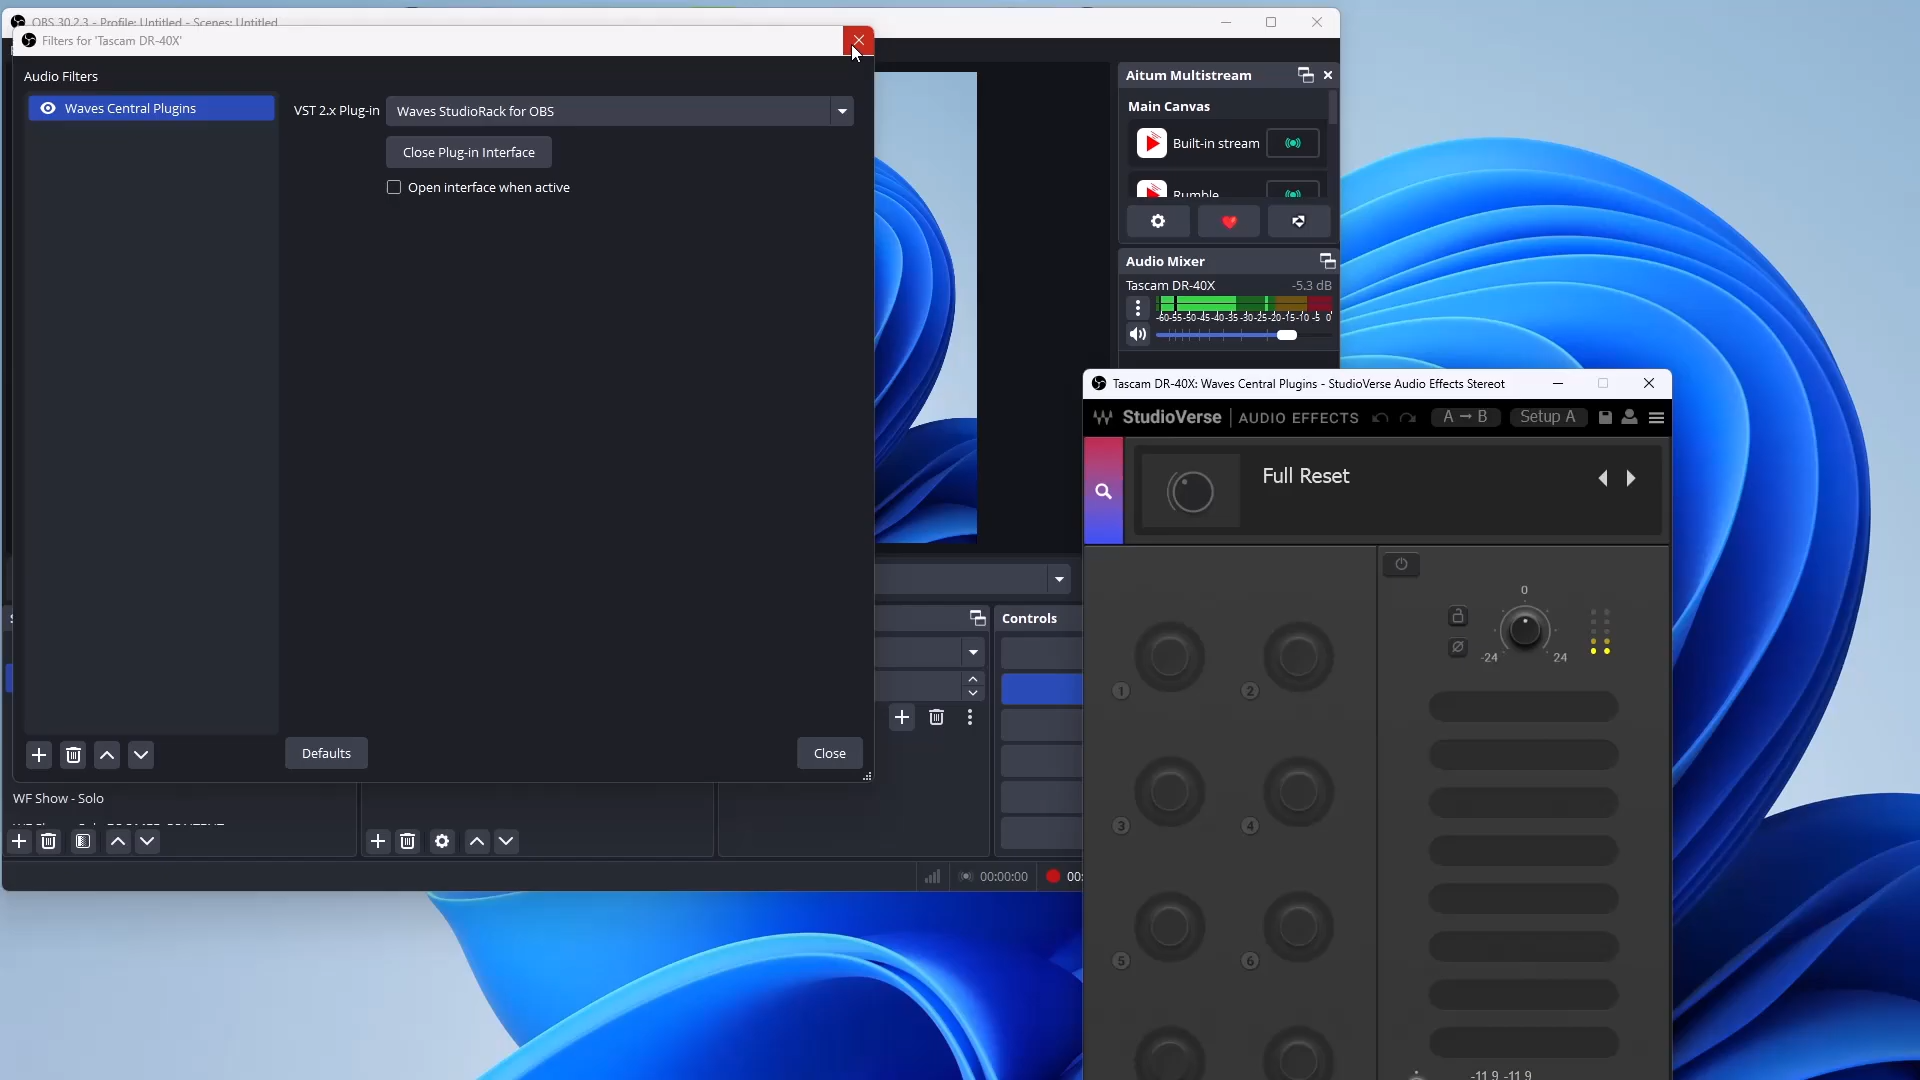 OBS 30.2.3 - Profile: Untitled - Scenes: Untitled
Filters for 'Tascam DR-40X'
Audio Filters
Waves Central Plugins
VST 2.x Plug-in
Waves StudioRack for OBS
Close Plug-in Interface
Open interface when active
Defaults
Close
Aitum Multistream
Main Canvas
Built-in stream
Rumble
Audio Mixer
Tascam DR-40X
-5.3 dB
-60-55-50-45-40-35-30-25-20-15-10 -5 0
Controls
WF Show - Solo
00:00:00
00:
Tascam DR-40X: Waves Central Plugins - StudioVerse Audio Effects Stereo
StudioVerse | AUDIO EFFECTS
A → B
Setup A
Full Reset
0
-24
24
1
2
3
4
5
6
-11.9 -11.9